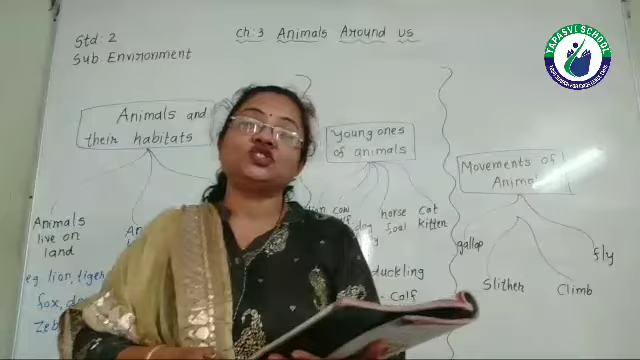 Std: 2
Sub: Environment
Ch: 3 Animals Around us
TAPASVI SCHOOL
Animals and
their habitats
Animals
live on
land
eg lion, tiger
fox,
Young ones
of animals
cow
horse
foal
cat
kitten
duckling
- Calf
Movements of
gallop
Slither
Climb
fly